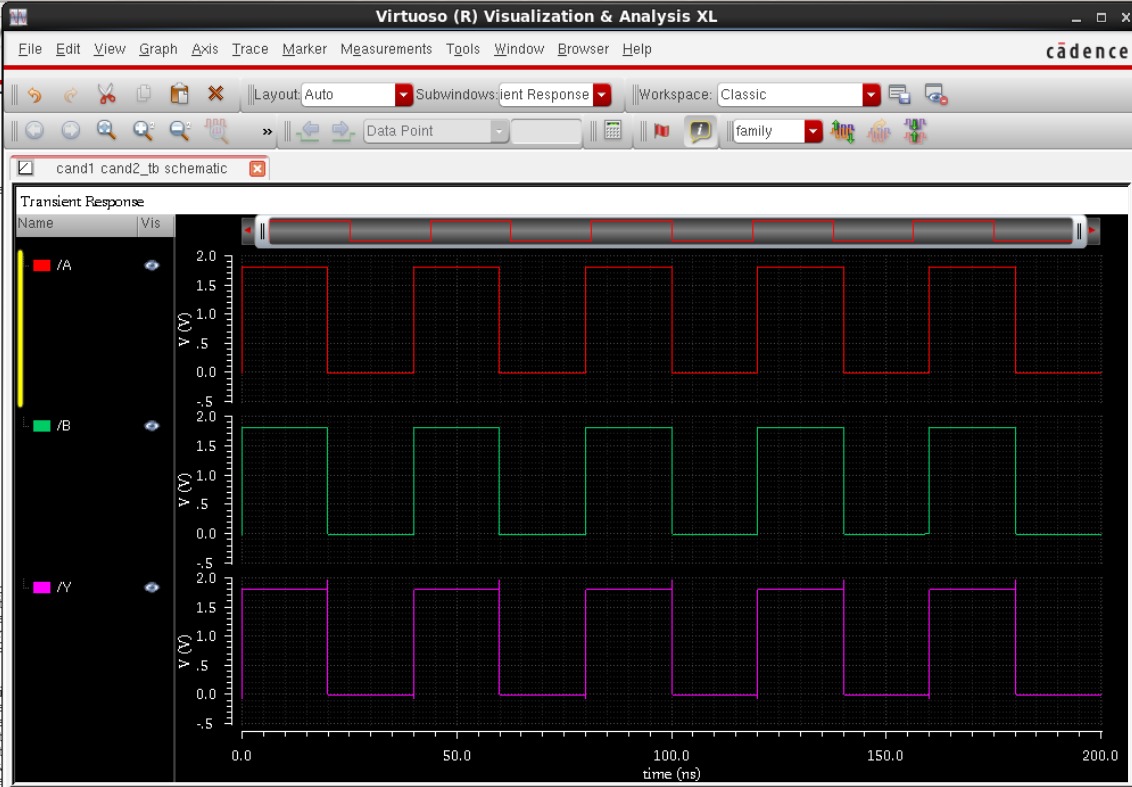 Virtuoso (R) Visualization & Analysis XL
File Edit View Graph Axis Trace Marker Measurements Tools Window Browser Help
cādence
Layout: Auto Subwindows: ient Response Workspace: Classic
» Data Point family
cand1 cand2_tb schematic
Transient Response
Name Vis
/A
2.0
1.5
1.0
.5
0.0
-.5
V (V)
/B
2.0
1.5
1.0
.5
0.0
-.5
V (V)
/Y
2.0
1.5
1.0
.5
0.0
-.5
V (V)
0.0 50.0 100.0 150.0 200.0
time (ns)